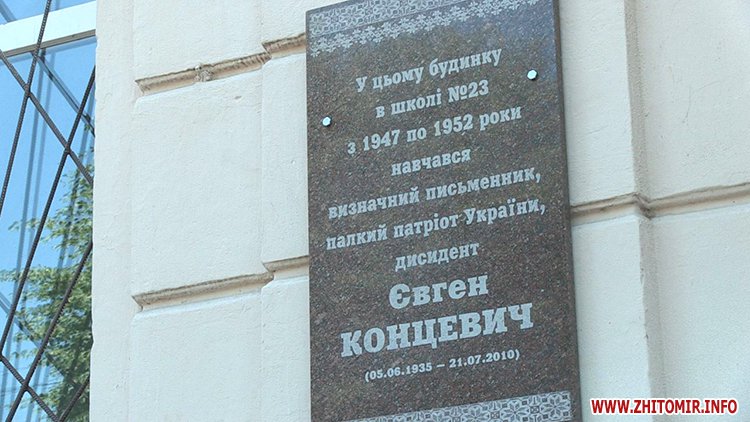 У цьому будинку
в школі №23
з 1947 по 1952 роки
навчався
визначний письменник,
палкий патріот України,
дисидент
Євген
КОНЦЕВИЧ
(05.06.1935 – 21.07.2010)
WWW.ZHITOMIR.INFO